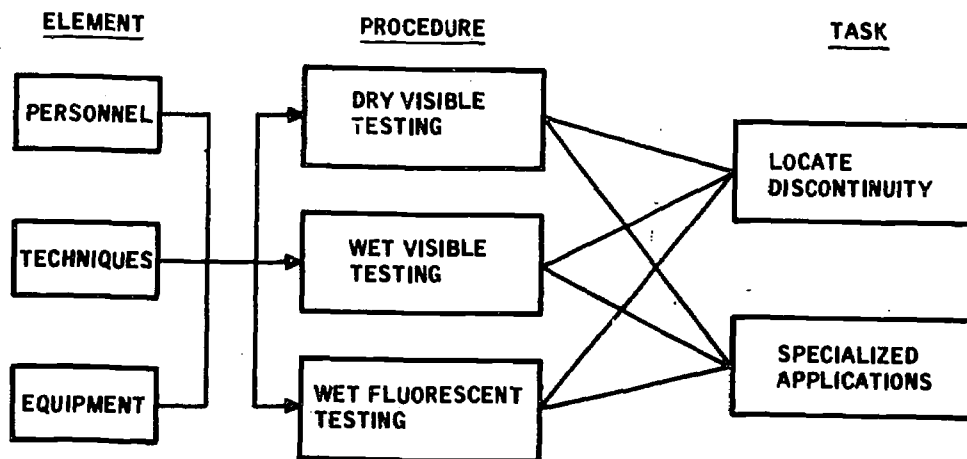 ELEMENT
PROCEDURE
TASK
PERSONNEL
TECHNIQUES
EQUIPMENT
DRY VISIBLE
TESTING
WET VISIBLE
TESTING
WET FLUORESCENT
TESTING
LOCATE
DISCONTINUITY
SPECIALIZED
APPLICATIONS